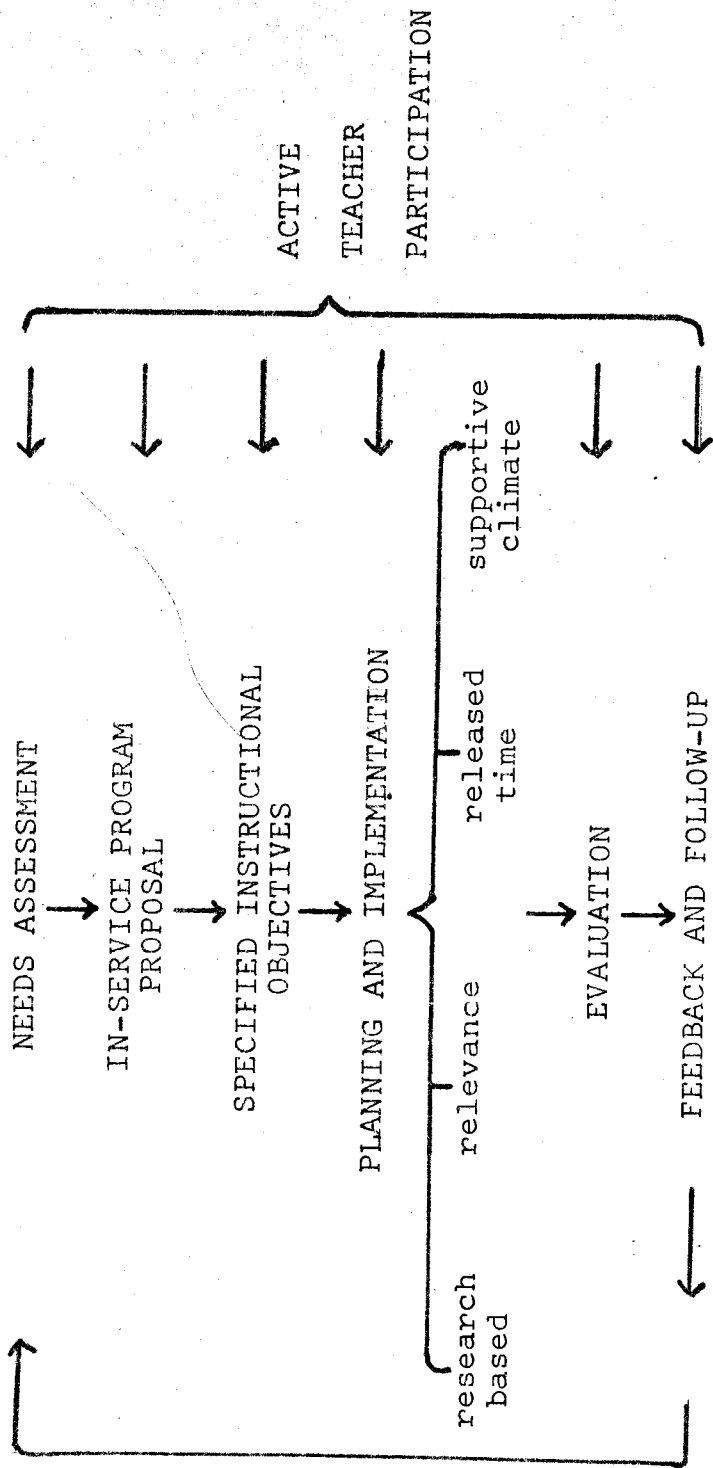 NEEDS ASSESSMENT
IN-SERVICE PROGRAM
PROPOSAL
SPECIFIED INSTRUCTIONAL
OBJECTIVES
PLANNING AND IMPLEMENTATION
research
based
relevance
released
time
supportive
climate
EVALUATION
FEEDBACK AND FOLLOW-UP
ACTIVE
TEACHER
PARTICIPATION